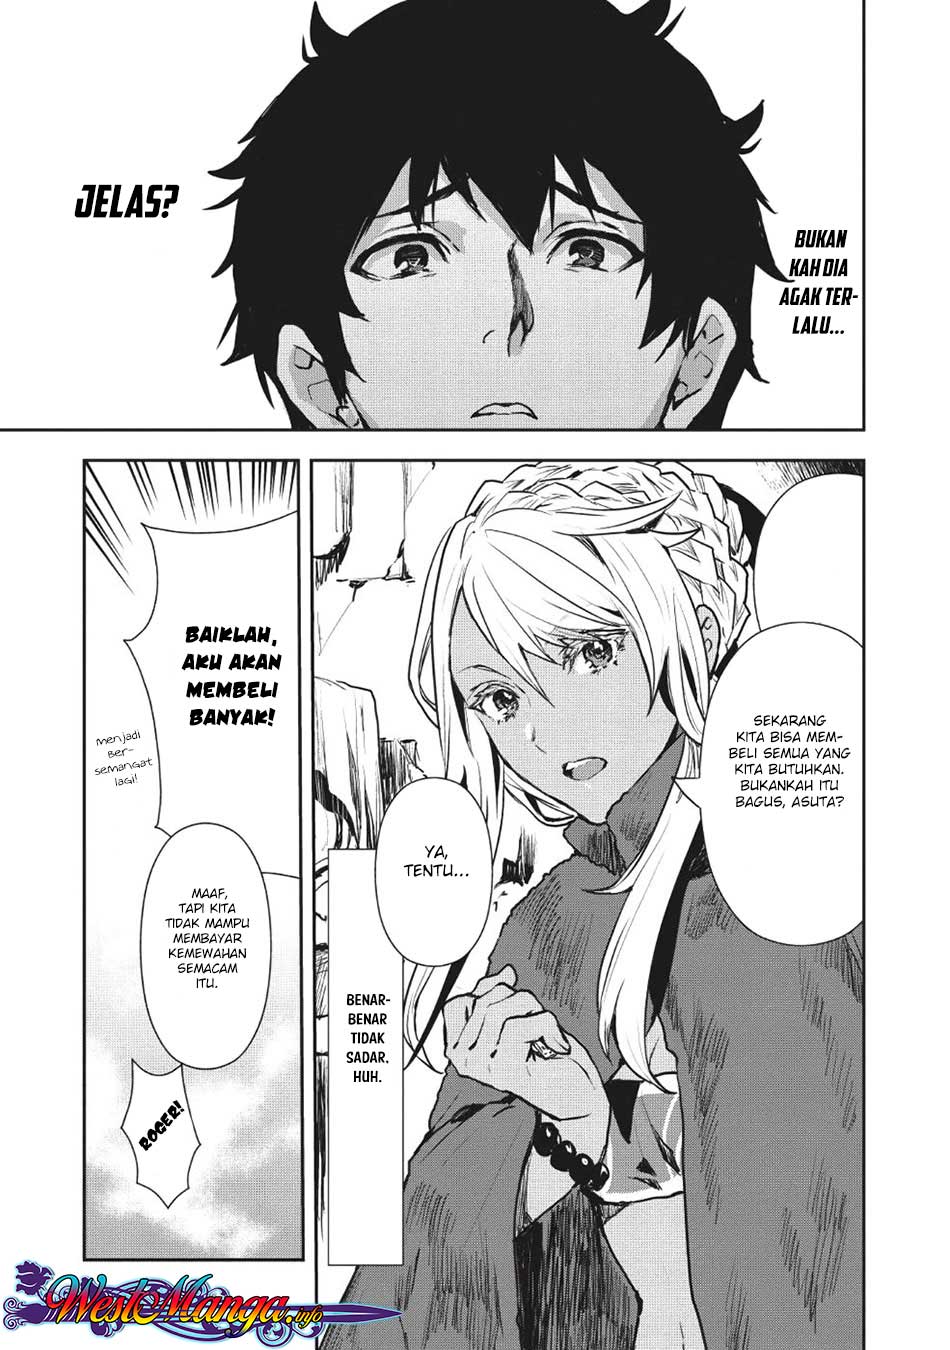 BUKAN
KAH DIA
AGAK TER-
LALU...
JELAS?
SEKARANG
KITA BISA MEM-
BELI SEMUA YANG
KITA BUTUHKAN.
BUKANKAH ITU
BAGUS, ASUTA?
YA,
TENTU...
BENAR-
BENAR
TIDAK
SADAR,
HUH.
BAIKLAH,
AKU AKAN
MEMBELI
BANYAK!
menjadi
ber-
semangat
lagi!
MAAF,
TAPI KITA
TIDAK MAMPU
MEMBAYAR
KEMEWAHAN
SEMACAM
ITU.
ROGER!
WestManga.info